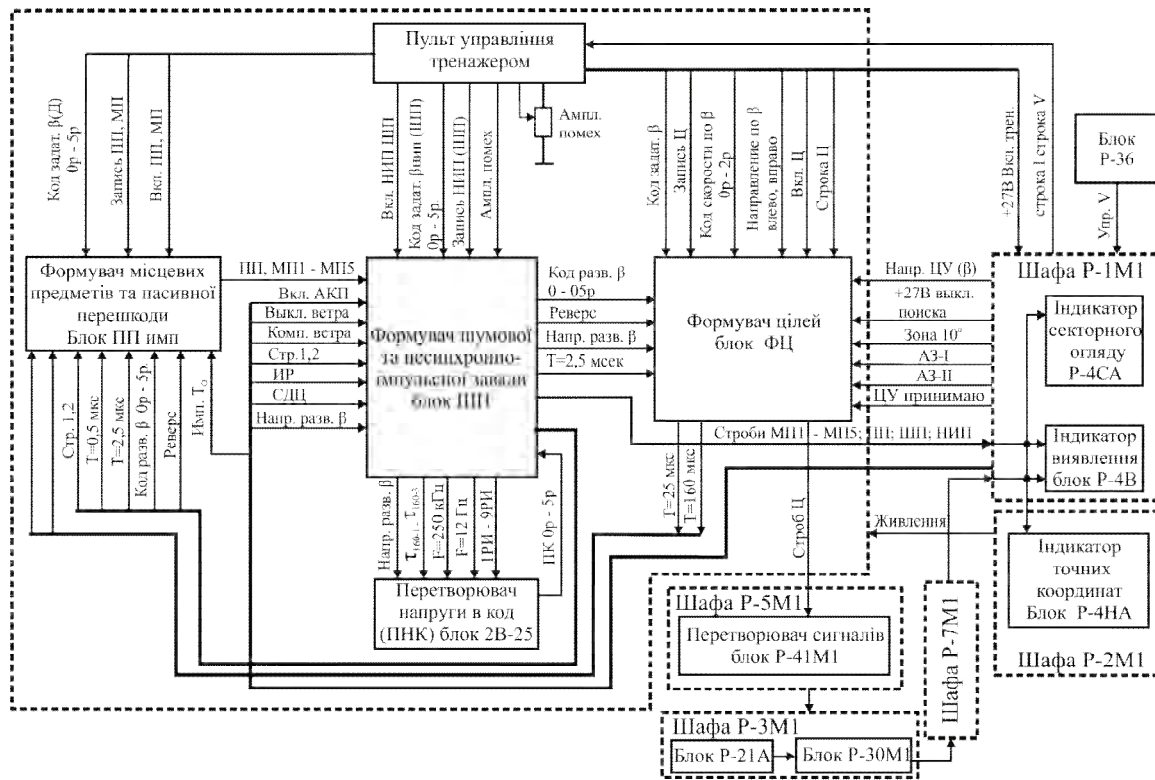 Пульт управління
тренажером
Ампл.
помех
Код задат. β(Д)
0р - 5р
Запись ПП, МП
Вкл. ПП, МП
Вкл. НИП ШП
Код задат. βнип (ШП)
0р - 5р
Запись НИП (ШП)
Ампл. помех
Код задат. β
Запись Ц
Код скорости по β
0р - 2р
Направление по β
влево, вправо
Вкл. Ц
Строка Ц
+27В Вкл. трен.
строка I строка V
Блок
Р-36
Упр. V
Формувач місцевих
предметів та пасивної
перешкоди
Блок ПП имп
ПП, МП1 - МП5
Вкл. АКП
Выкл. ветра
Комп. ветра
Стр.1,2
ИР
СДЦ
Напр. разв. β
Формувач шумової
та несинхронно-
імпульсної завади
блок ШП
Код разв. β
0 - 05р
Реверс
Напр. разв. β
Т=2,5 мсек
Формувач цілей
блок ФЦ
Напр. ЦУ (β)
+27В выкл.
поиска
Зона 10°
АЗ-I
АЗ-II
ЦУ принимаю
Шафа Р-1М1
Індикатор
секторного
огляду
Р-4СА
Індикатор
виявлення
блок Р-4В
Строби МП1 - МП5; ПП; ШП; НИП
Стр. 1,2
Т=0,5 мкс
Т=2,5 мкс
Код разв. β 0р - 5р.
Реверс
Имп. Т₀
Напр. разв. β
τ160-1 - τ160-3
F=250 кГц
F=12 Гц
1РИ - 9РИ
ПК 0р - 5р
Т=25 мкс
Т=160 мкс
Строб Ц
Живлення
Перетворювач
напруги в код
(ПНК) блок 2В-25
Індикатор
точних
координат
Блок Р-4НА
Шафа Р-2М1
Шафа Р-5М1
Перетворювач сигналів
блок Р-41М1
Шафа Р-7М1
Шафа Р-3М1
Блок Р-21А
Блок Р-30М1